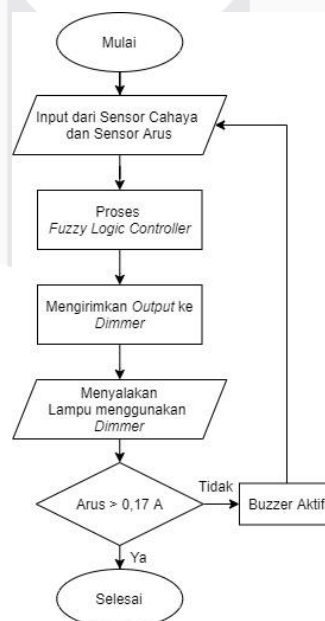 Mulai
Input dari Sensor Cahaya
dan Sensor Arus
Proses
Fuzzy Logic Controller
Mengirimkan Output ke
Dimmer
Menyalakan
Lampu menggunakan
Dimmer
Arus > 0,17 A
Tidak
Buzzer Aktif
Ya
Selesai